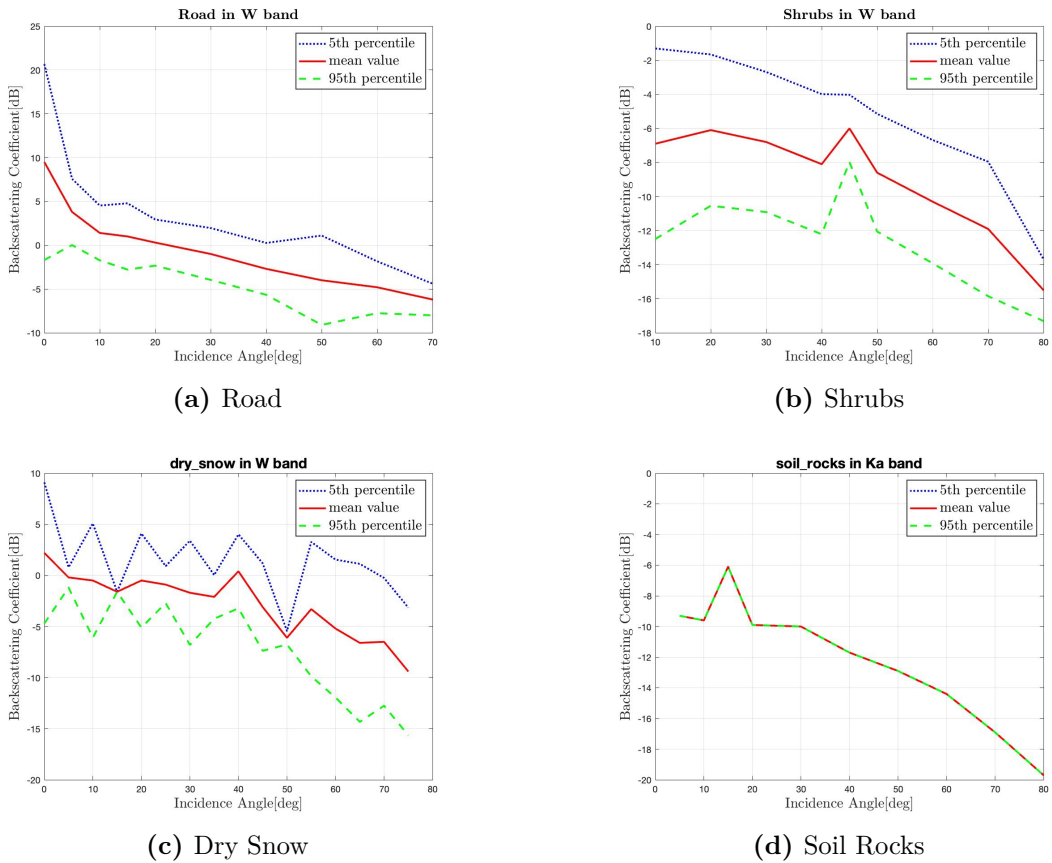 Road in W band
25
20
15
10
5
0
-5
-10
Backscattering Coefficient[dB]
5th percentile
mean value
95th percentile
0 10 20 30 40 50 60 70
Incidence Angle[deg]
(a) Road
Shrubs in W band
0
-2
-4
-6
-8
-10
-12
-14
-16
-18
Backscattering Coefficient[dB]
5th percentile
mean value
95th percentile
10 20 30 40 50 60 70 80
Incidence Angle[deg]
(b) Shrubs
dry_snow in W band
10
5
0
-5
-10
-15
-20
Backscattering Coefficient[dB]
5th percentile
mean value
95th percentile
0 10 20 30 40 50 60 70 80
Incidence Angle[deg]
(c) Dry Snow
soil_rocks in Ka band
0
-2
-4
-6
-8
-10
-12
-14
-16
-18
-20
Backscattering Coefficient[dB]
5th percentile
mean value
95th percentile
0 10 20 30 40 50 60 70 80
Incidence Angle[deg]
(d) Soil Rocks